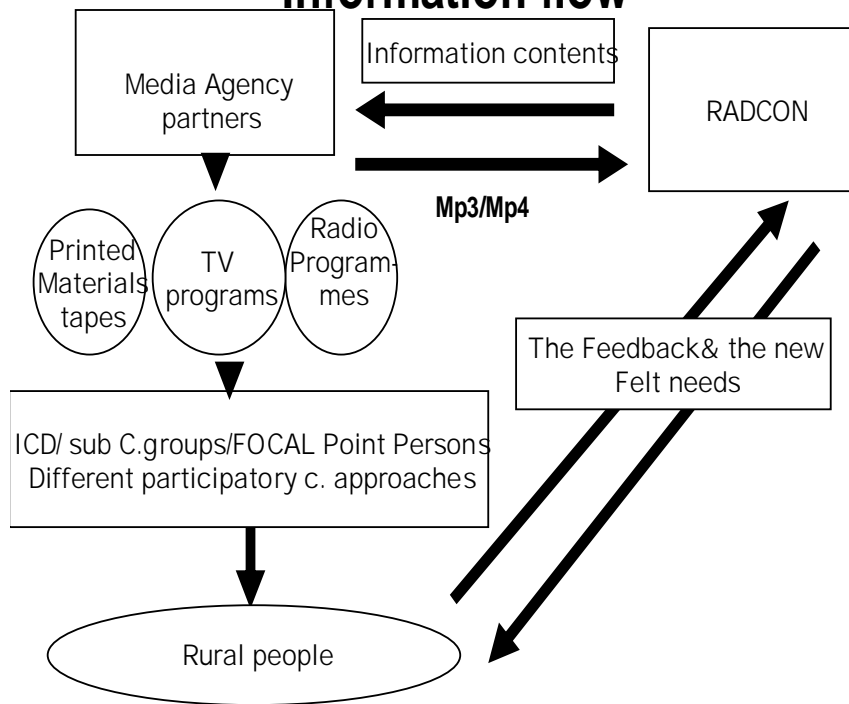 Information flow
Information contents
Media Agency
partners
RADCON
Mp3/Mp4
Printed
Materials
tapes
TV
programs
Radio
Program-
mes
The Feedback& the new
Felt needs
ICD/ sub C.groups/FOCAL Point Persons
Different participatory c. approaches
Rural people